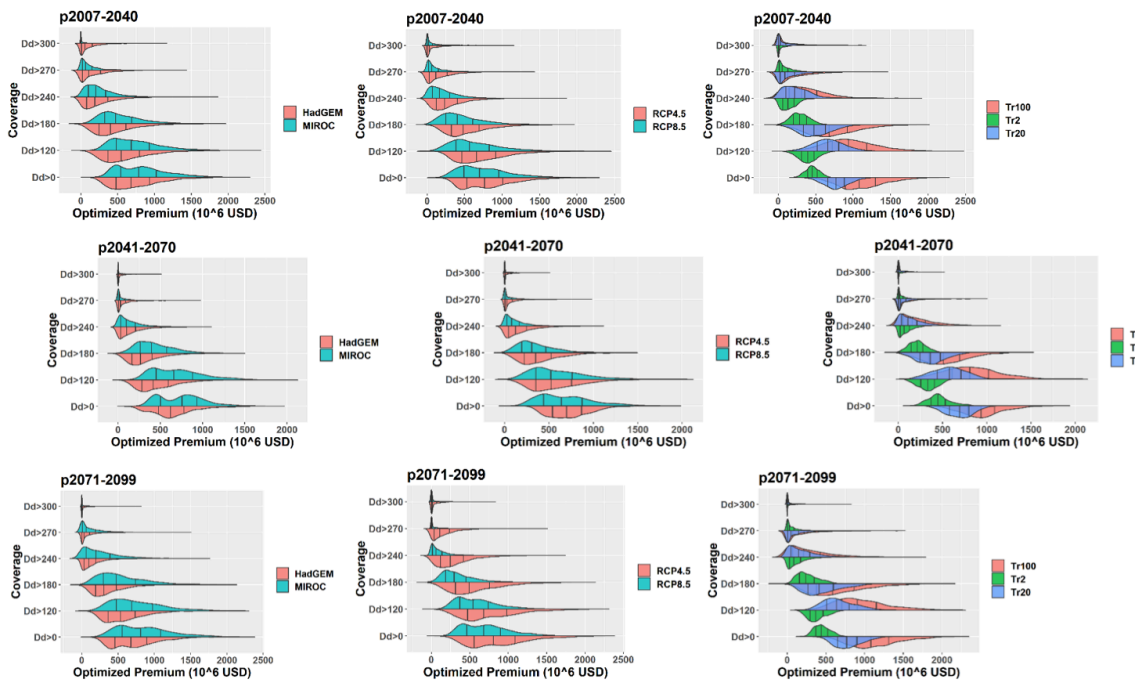 p2007-2040
Coverage
Dd>300
Dd>270
Dd>240
Dd>180
Dd>120
Dd>0
0 500 1000 1500 2000 2500
Optimized Premium (10^6 USD)
HadGEM
MIROC
p2007-2040
Coverage
Dd>300
Dd>270
Dd>240
Dd>180
Dd>120
Dd>0
0 500 1000 1500 2000 2500
Optimized Premium (10^6 USD)
RCP4.5
RCP8.5
p2007-2040
Coverage
Dd>300
Dd>270
Dd>240
Dd>180
Dd>120
Dd>0
0 500 1000 1500 2000 2500
Optimized Premium (10^6 USD)
Tr100
Tr2
Tr20
p2041-2070
Coverage
Dd>300
Dd>270
Dd>240
Dd>180
Dd>120
Dd>0
0 500 1000 1500 2000
Optimized Premium (10^6 USD)
HadGEM
MIROC
p2041-2070
Coverage
Dd>300
Dd>270
Dd>240
Dd>180
Dd>120
Dd>0
0 500 1000 1500 2000
Optimized Premium (10^6 USD)
RCP4.5
RCP8.5
p2041-2070
Coverage
Dd>300
Dd>270
Dd>240
Dd>180
Dd>120
Dd>0
0 500 1000 1500 2000
Optimized Premium (10^6 USD)
T
T
T
p2071-2099
Coverage
Dd>300
Dd>270
Dd>240
Dd>180
Dd>120
Dd>0
0 500 1000 1500 2000 2500
Optimized Premium (10^6 USD)
HadGEM
MIROC
p2071-2099
Coverage
Dd>300
Dd>270
Dd>240
Dd>180
Dd>120
Dd>0
0 500 1000 1500 2000 2500
Optimized Premium (10^6 USD)
RCP4.5
RCP8.5
p2071-2099
Coverage
Dd>300
Dd>270
Dd>240
Dd>180
Dd>120
Dd>0
0 500 1000 1500 2000
Optimized Premium (10^6 USD)
Tr100
Tr2
Tr20